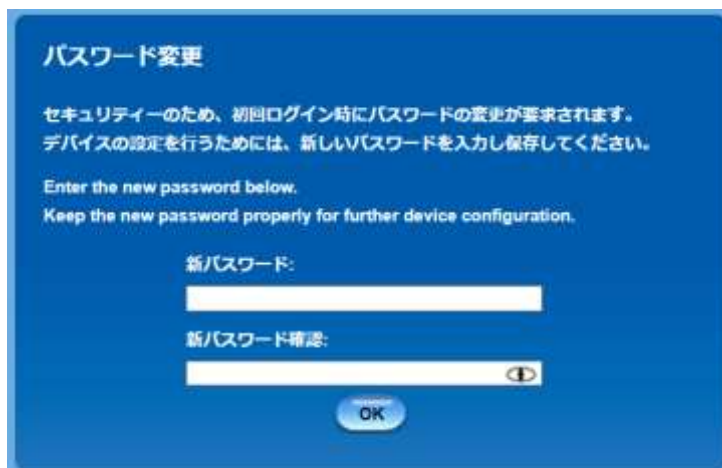 パスワード変更
セキュリティーのため、初回ログイン時にパスワードの変更が要求されます。
デバイスの設定を行うためには、新しいパスワードを入力し保存してください。
Enter the new password below.
Keep the new password properly for further device configuration.
新パスワード:
新パスワード確認:
OK